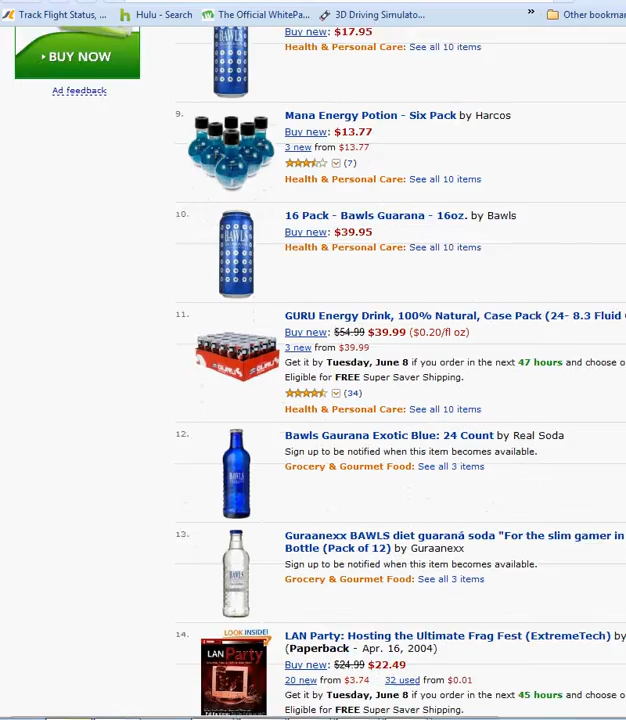 Track Flight Status, ... Hulu - Search The Official WhitePa... 3D Driving Simulato... » Other bookmar
BUY NOW
Ad feedback
BAWLS
Buy new: $17.95
Health & Personal Care: See all 10 items
9.
Mana Energy Potion - Six Pack by Harcos
Buy new: $13.77
3 new from $13.77
(7)
Health & Personal Care: See all 10 items
10.
BAWLS
16 Pack - Bawls Guarana - 16oz. by Bawls
Buy new: $39.95
Health & Personal Care: See all 10 items
11.
GURU
GURU Energy Drink, 100% Natural, Case Pack (24- 8.3 Fluid
Buy new: $54.99 $39.99 ($0.20/fl oz)
3 new from $39.99
Get it by Tuesday, June 8 if you order in the next 47 hours and choose o
Eligible for FREE Super Saver Shipping.
(34)
Health & Personal Care: See all 10 items
12.
BAWLS
Bawls Gaurana Exotic Blue: 24 Count by Real Soda
Sign up to be notified when this item becomes available.
Grocery & Gourmet Food: See all 3 items
13.
BAWLS
Guraanexx BAWLS diet guaraná soda "For the slim gamer in
Bottle (Pack of 12) by Guraanexx
Sign up to be notified when this item becomes available.
Grocery & Gourmet Food: See all 3 items
14.
LOOK INSIDE!
LAN Party
LAN Party: Hosting the Ultimate Frag Fest (ExtremeTech) by
(Paperback - Apr. 16, 2004)
Buy new: $24.99 $22.49
20 new from $3.74 32 used from $0.01
Get it by Tuesday, June 8 if you order in the next 45 hours and choose o
Eligible for FREE Super Saver Shipping.